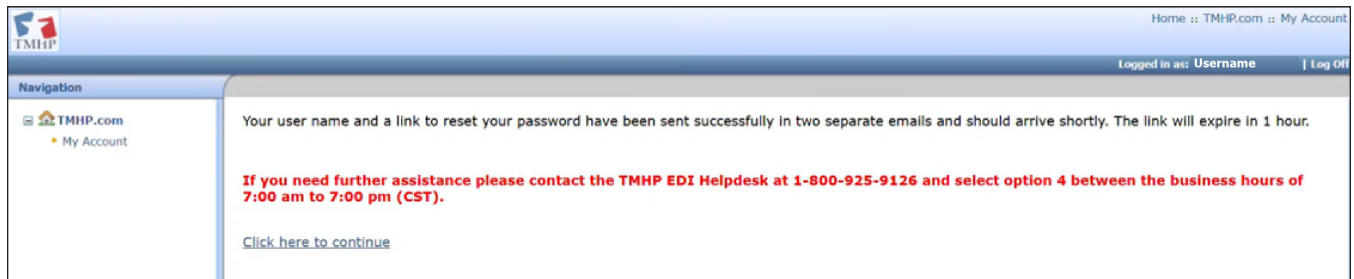 Home :: TMHP.com :: My Account
TMHP
Logged in as: Username | Log Off
Navigation
TMHP.com
My Account
Your user name and a link to reset your password have been sent successfully in two separate emails and should arrive shortly. The link will expire in 1 hour.
If you need further assistance please contact the TMHP EDI Helpdesk at 1-800-925-9126 and select option 4 between the business hours of
7:00 am to 7:00 pm (CST).
Click here to continue